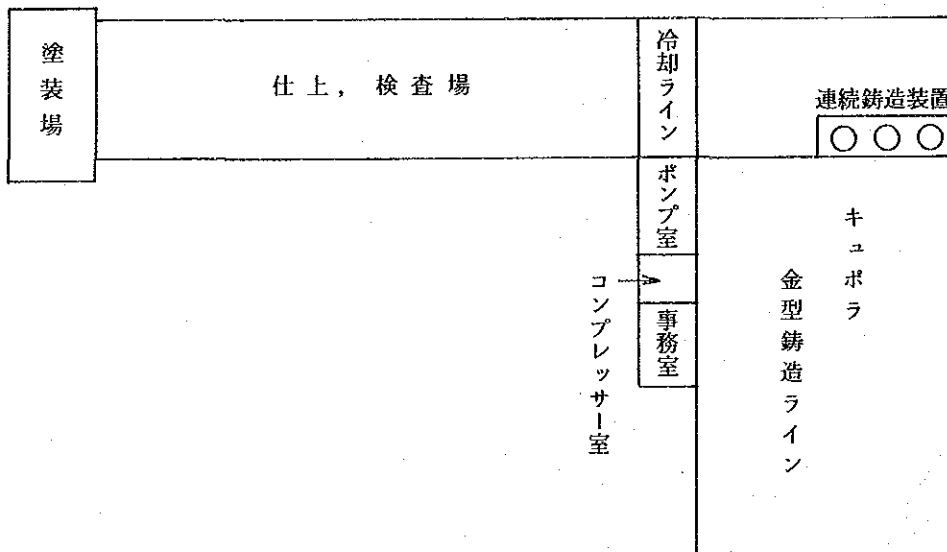 塗装場
仕上，検査場
冷却ライン
連続鋳造装置
ポンプ室
コンプレッサー室
事務室
キュポラ
金型鋳造ライン